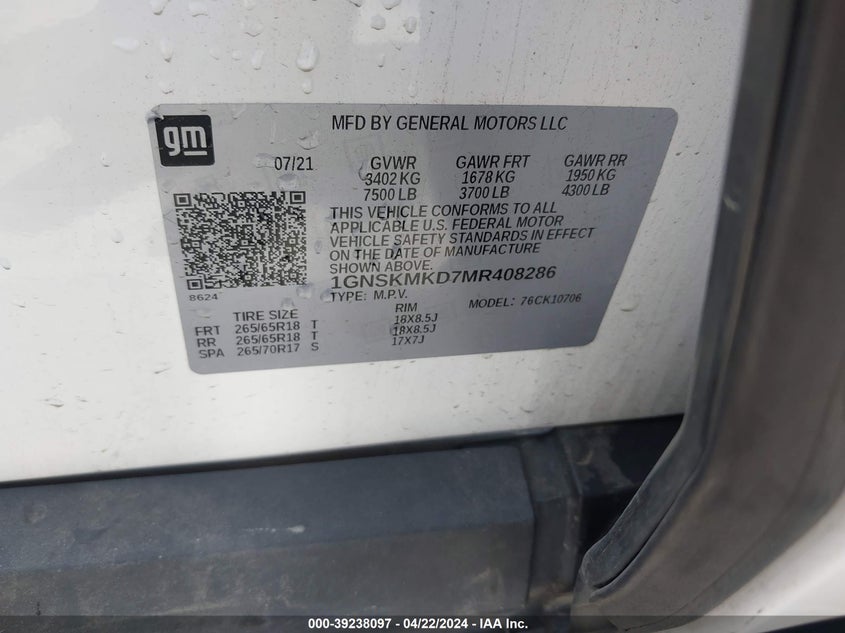 gm
MFD BY GENERAL MOTORS LLC
07/21 GVWR GAWR FRT GAWR RR
3402 KG 1678 KG 1950 KG
7500 LB 3700 LB 4300 LB
THIS VEHICLE CONFORMS TO ALL
APPLICABLE U.S. FEDERAL MOTOR
VEHICLE SAFETY STANDARDS IN EFFECT
ON THE DATE OF MANUFACTURE
SHOWN ABOVE.
1GNSKMKD7MR408286
8624
TYPE: M.P.V. MODEL: 76CK10706
TIRE SIZE RIM
FRT 265/65R18 T 18X8.5J
RR 265/65R18 T 18X8.5J
SPA 265/70R17 S 17X7J
000-39238097 - 04/22/2024 - IAA Inc.